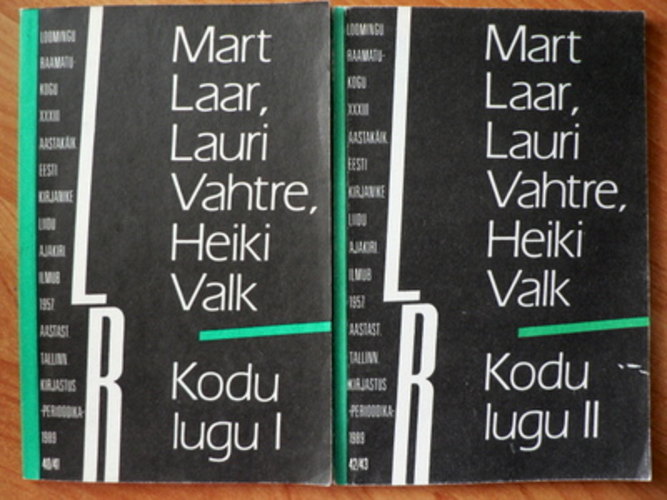 LOOMINGU
RAAMATU-
KOGU
XXXIII
AASTAKÄIK.
EESTI
KIRJANIKE
LIIDU
AJAKIRI.
ILMUB
1957.
AASTAST.
TALLINN.
KIRJASTUS
«PERIOODIKA»
1989
40/41
LR
Mart
Laar,
Lauri
Vahtre,
Heiki
Valk
Kodu
lugu I
LOOMINGU
RAAMATU-
KOGU
XXXIII
AASTAKÄIK.
EESTI
KIRJANIKE
LIIDU
AJAKIRI.
ILMUB
1957.
AASTAST.
TALLINN.
KIRJASTUS
«PERIOODIKA»
1989
42/43
LR
Mart
Laar,
Lauri
Vahtre,
Heiki
Valk
Kodu
lugu II